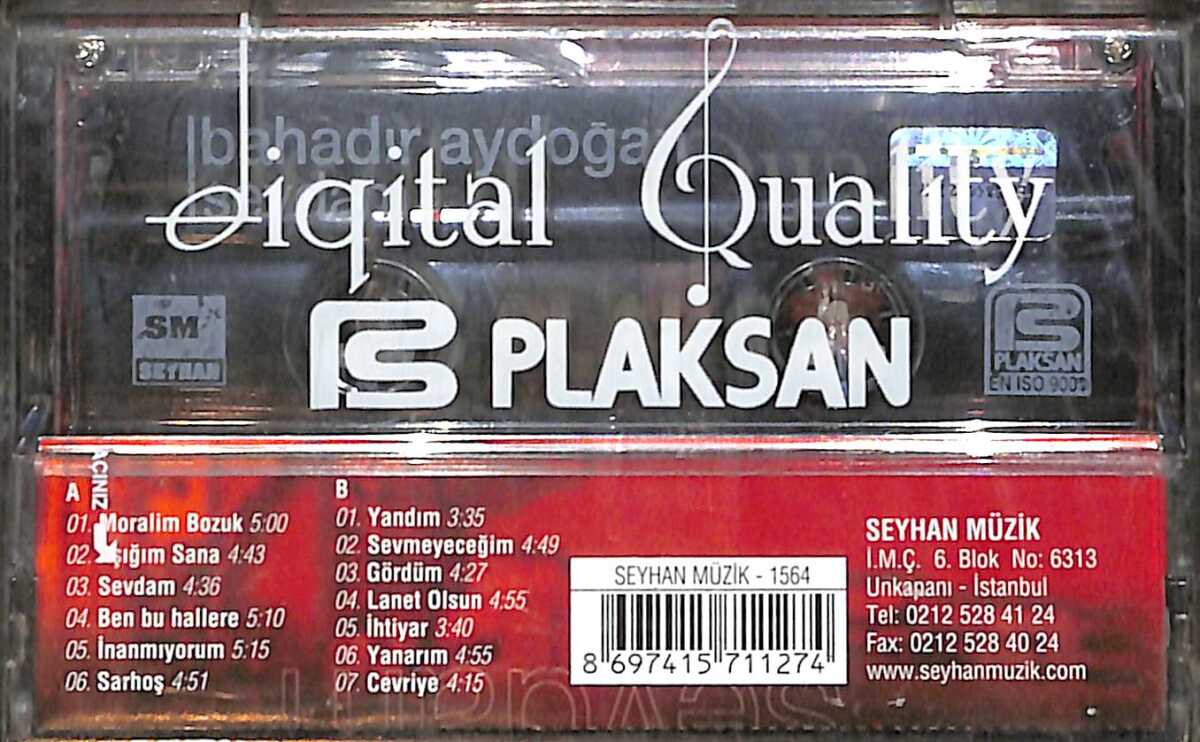 bahadır aydoğan
Digital Quality
SM
SEYHAN
PLAKSAN
PLAKSAN
EN ISO 9001
AÇINIZ
A
01. Moralim Bozuk 5:00
02. Aşığım Sana 4:43
03. Sevdam 4:36
04. Ben bu hallere 5:10
05. İnanmıyorum 5:15
06. Sarhoş 4:51
B
01. Yandım 3:35
02. Sevmeyeceğim 4:49
03. Gördüm 4:27
04. Lanet Olsun 4:55
05. İhtiyar 3:40
06. Yanarım 4:55
07. Cevriye 4:15
SEYHAN MÜZİK - 1564
8 697415 711274
SEYHAN MÜZİK
İ.M.Ç. 6. Blok No: 6313
Unkapanı - İstanbul
Tel: 0212 528 41 24
Fax: 0212 528 40 24
www.seyhanmuzik.com
sevdam